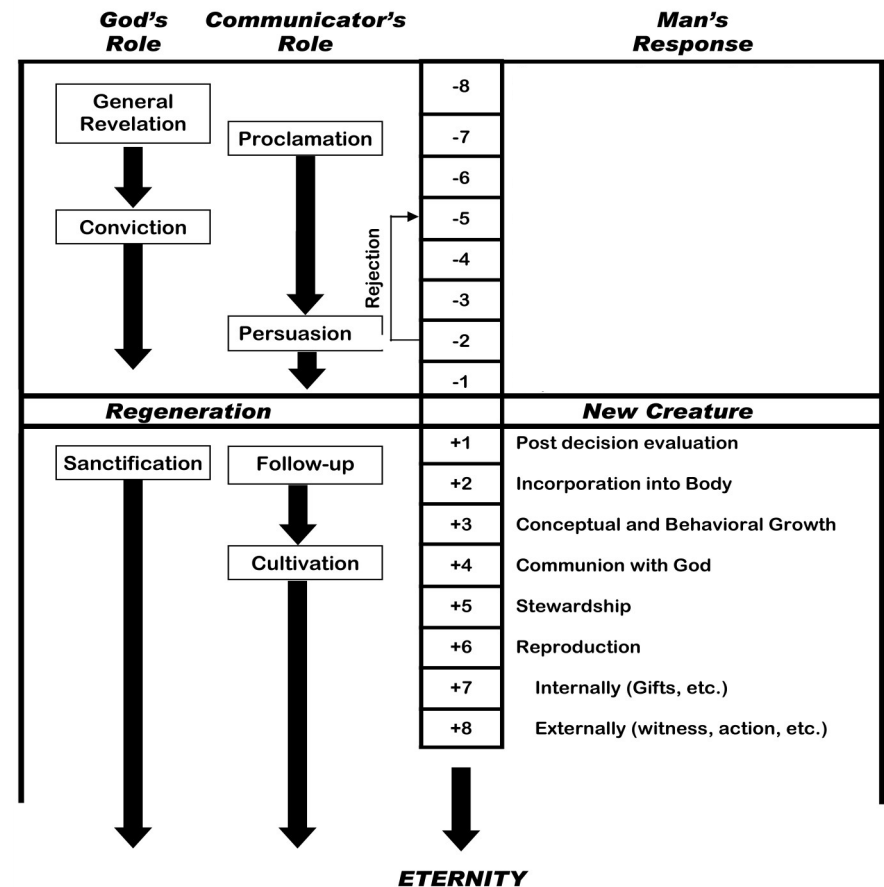 God's Role
Communicator's Role
Man's Response
General Revelation
Conviction
Proclamation
Persuasion
Rejection
-8
-7
-6
-5
-4
-3
-2
-1
Regeneration
New Creature
Sanctification
Follow-up
Cultivation
+1 Post decision evaluation
+2 Incorporation into Body
+3 Conceptual and Behavioral Growth
+4 Communion with God
+5 Stewardship
+6 Reproduction
+7 Internally (Gifts, etc.)
+8 Externally (witness, action, etc.)
ETERNITY